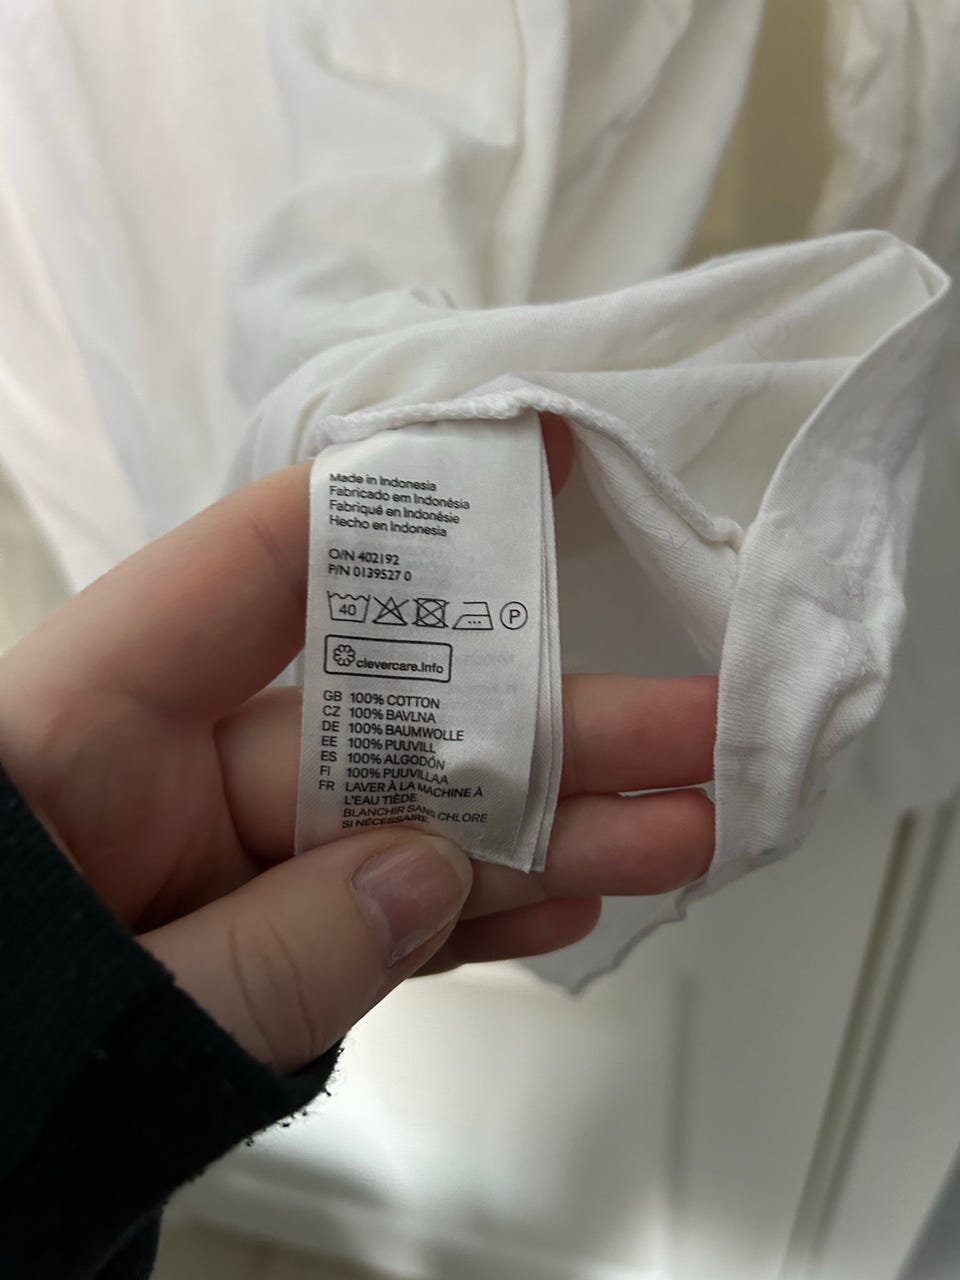 Made in Indonesia
Fabricado em Indonésia
Fabriqué en Indonésie
Hecho en Indonesia
O/N 402192
P/N 0139527 0
40
P
clevercare.info
GB 100% COTTON
CZ 100% BAVLNA
DE 100% BAUMWOLLE
EE 100% PUUVILL
ES 100% ALGODÓN
FI 100% PUUVILLAA
FR LAVER À LA MACHINE À
L'EAU TIÈDE.
BLANCHIR SANS CHLORE
SI NÉCESSAIRE.